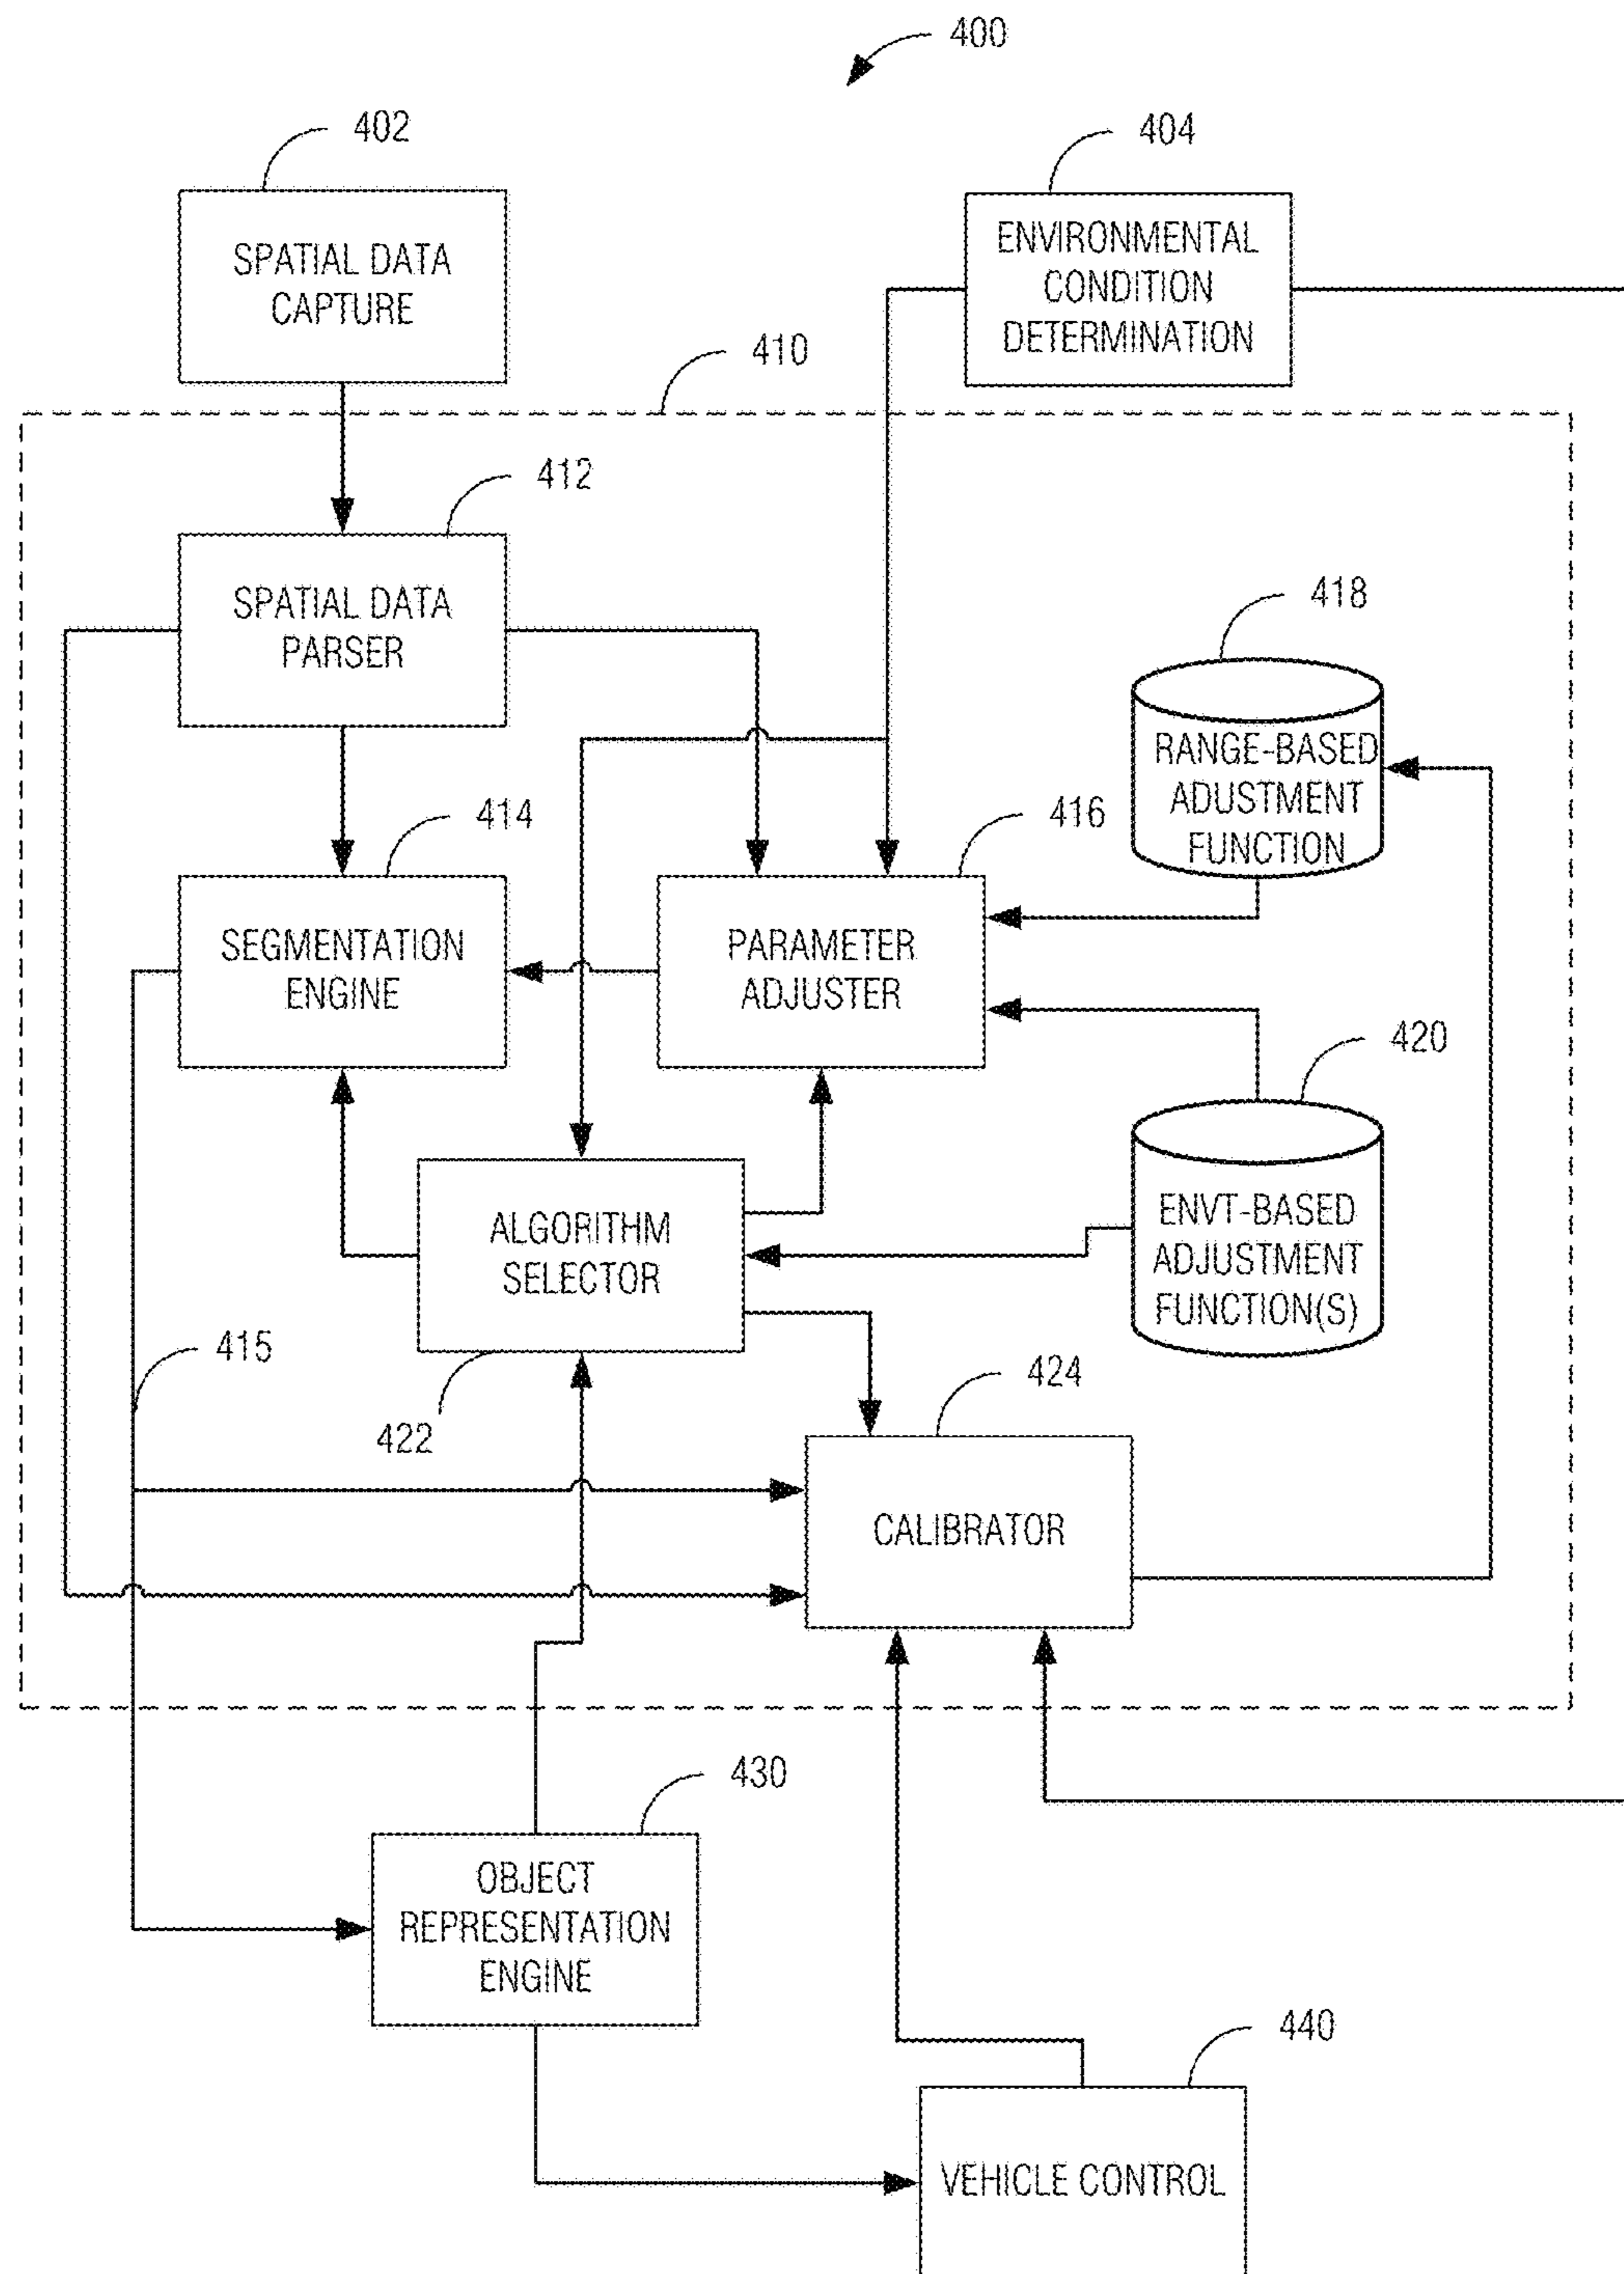 400
402
404
SPATIAL DATA
CAPTURE
ENVIRONMENTAL
CONDITION
DETERMINATION
410
412
SPATIAL DATA
PARSER
418
RANGE-BASED
ADUSTMENT
FUNCTION
414
416
SEGMENTATION
ENGINE
PARAMETER
ADJUSTER
420
ENVT-BASED
ADJUSTMENT
FUNCTION(S)
ALGORITHM
SELECTOR
415
422
424
CALIBRATOR
430
OBJECT
REPRESENTATION
ENGINE
440
VEHICLE CONTROL